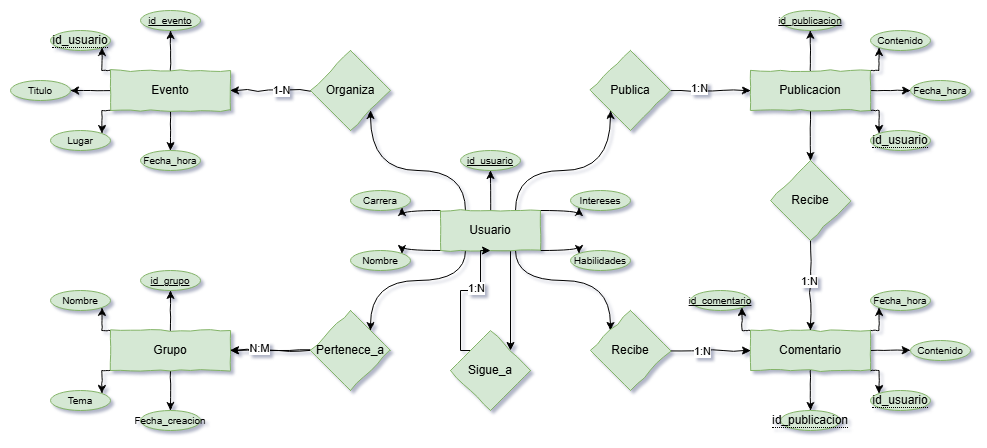 id_evento
id_usuario
Titulo
Evento
Lugar
Fecha_hora
1-N
Organiza
Publica
1:N
id_publicacion
Contenido
Publicacion
Fecha_hora
id_usuario
id_usuario
Carrera
Intereses
Usuario
Nombre
Habilidades
Recibe
1:N
1:N
id_grupo
Nombre
Grupo
N:M
Pertenece_a
Tema
Fecha_creacion
Sigue_a
Recibe
1:N
id_comentario
Fecha_hora
Comentario
Contenido
id_usuario
id_publicacion